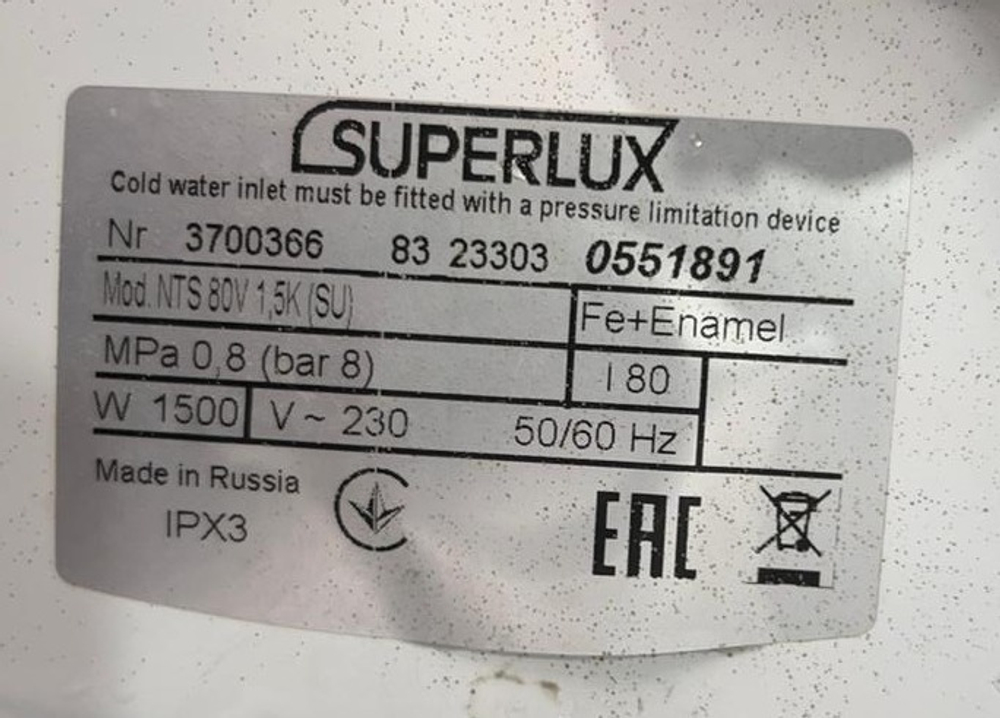 SUPERLUX
Cold water inlet must be fitted with a pressure limitation device
Nr 3700366 83 23303 0551891
Mod. NTS 80V 1,5K (SU)
Fe+Enamel
MPa 0,8 (bar 8)
l 80
W 1500 V ~ 230 50/60 Hz
Made in Russia
IPX3
EAC